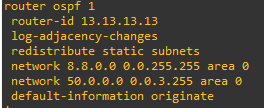 router ospf 1
router-id 13.13.13.13
log-adjacency-changes
redistribute static subnets
network 8.8.0.0 0.0.255.255 area 0
network 50.0.0.0 0.0.3.255 area 0
default-information originate